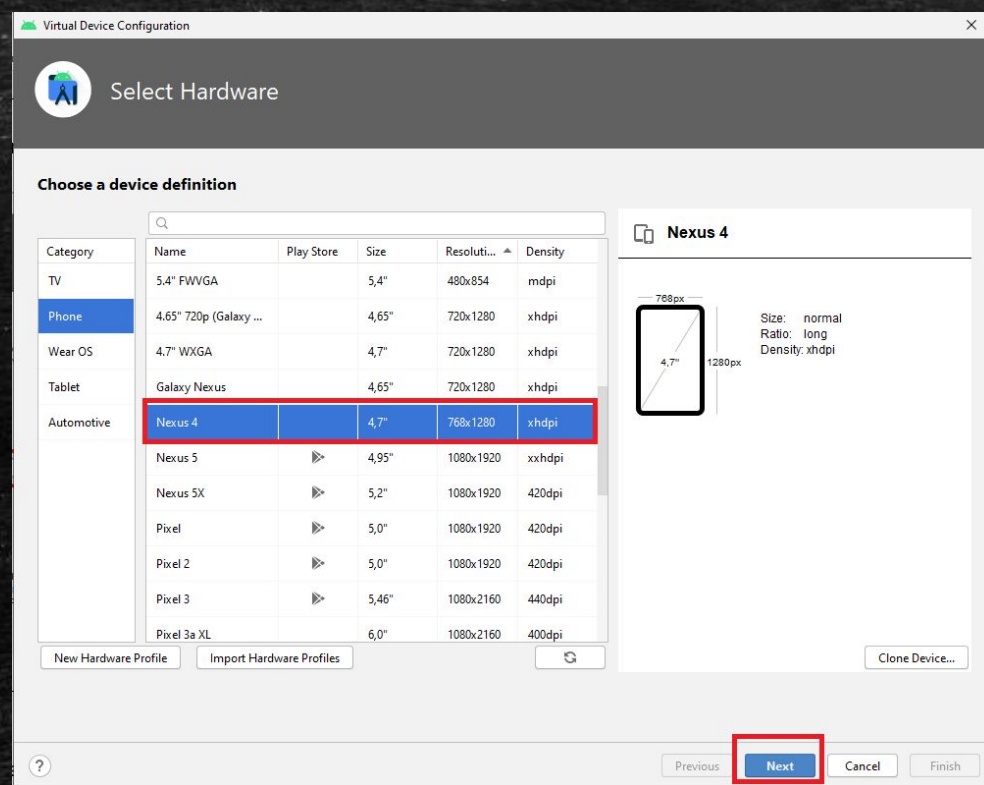 Virtual Device Configuration
Select Hardware
Choose a device definition
Category
TV
Phone
Wear OS
Tablet
Automotive
Name Play Store Size Resoluti... Density
5.4" FWVGA 5,4" 480x854 mdpi
4.65" 720p (Galaxy ... 4,65" 720x1280 xhdpi
4.7" WXGA 4,7" 720x1280 xhdpi
Galaxy Nexus 4,65" 720x1280 xhdpi
Nexus 4 4,7" 768x1280 xhdpi
Nexus 5 4,95" 1080x1920 xxhdpi
Nexus 5X 5,2" 1080x1920 420dpi
Pixel 5,0" 1080x1920 420dpi
Pixel 2 5,0" 1080x1920 420dpi
Pixel 3 5,46" 1080x2160 440dpi
Pixel 3a XL 6,0" 1080x2160 400dpi
New Hardware Profile Import Hardware Profiles
Nexus 4
768px
4,7"
1280px
Size: normal
Ratio: long
Density: xhdpi
Clone Device...
? Previous Next Cancel Finish